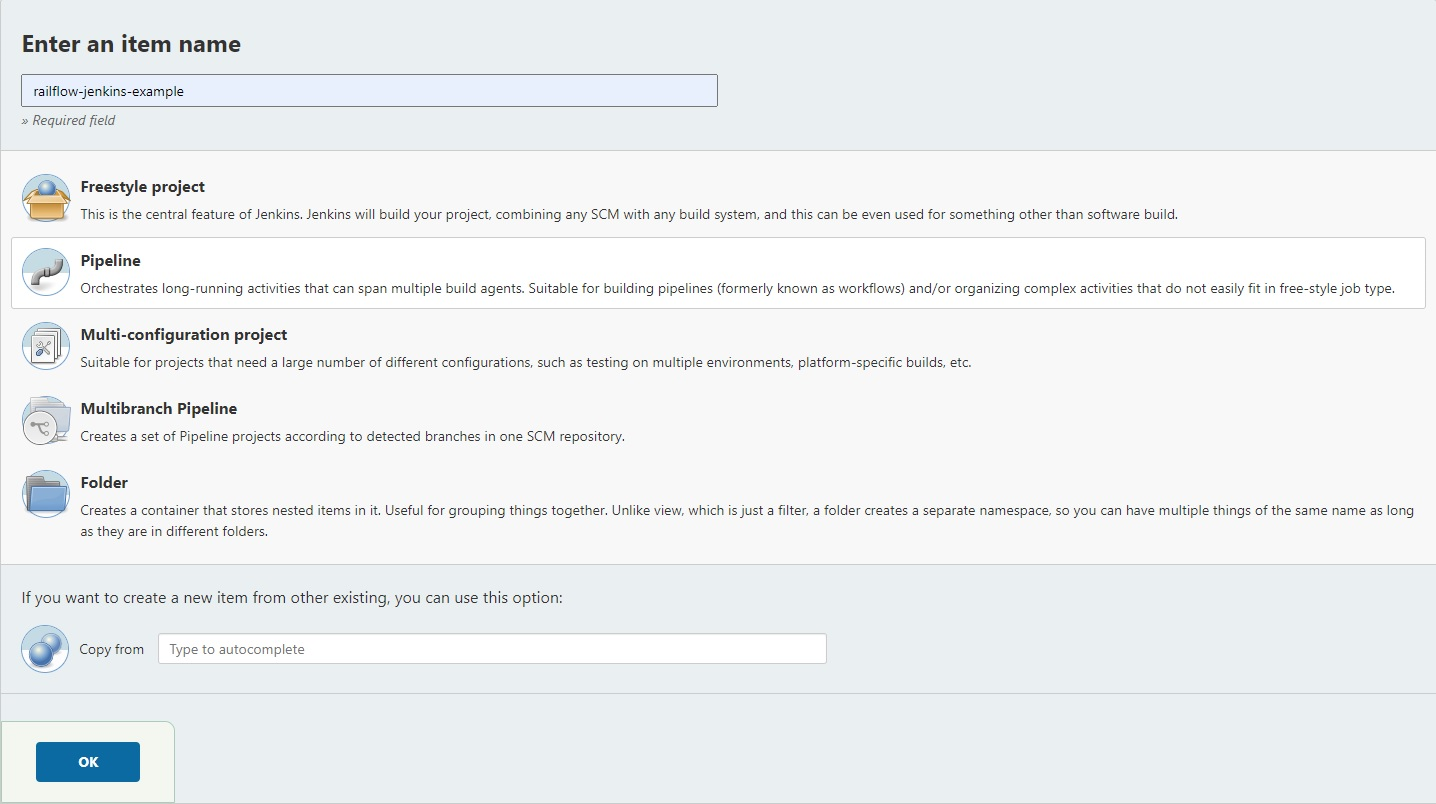 Enter an item name
railflow-jenkins-example
» Required field
Freestyle project
This is the central feature of Jenkins. Jenkins will build your project, combining any SCM with any build system, and this can be even used for something other than software build.
Pipeline
Orchestrates long-running activities that can span multiple build agents. Suitable for building pipelines (formerly known as workflows) and/or organizing complex activities that do not easily fit in free-style job type.
Multi-configuration project
Suitable for projects that need a large number of different configurations, such as testing on multiple environments, platform-specific builds, etc.
Multibranch Pipeline
Creates a set of Pipeline projects according to detected branches in one SCM repository.
Folder
Creates a container that stores nested items in it. Useful for grouping things together. Unlike view, which is just a filter, a folder creates a separate namespace, so you can have multiple things of the same name as long
as they are in different folders.
If you want to create a new item from other existing, you can use this option:
Copy from Type to autocomplete
OK